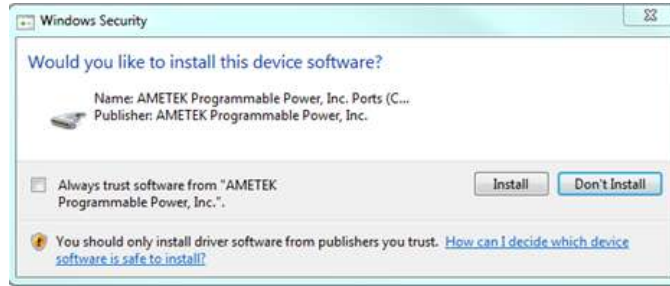 Windows Security
Would you like to install this device software?
Name: AMETEK Programmable Power, Inc. Ports (C...
Publisher: AMETEK Programmable Power, Inc.
Always trust software from "AMETEK
Programmable Power, Inc.".
Install
Don't Install
You should only install driver software from publishers you trust. How can I decide which device
software is safe to install?